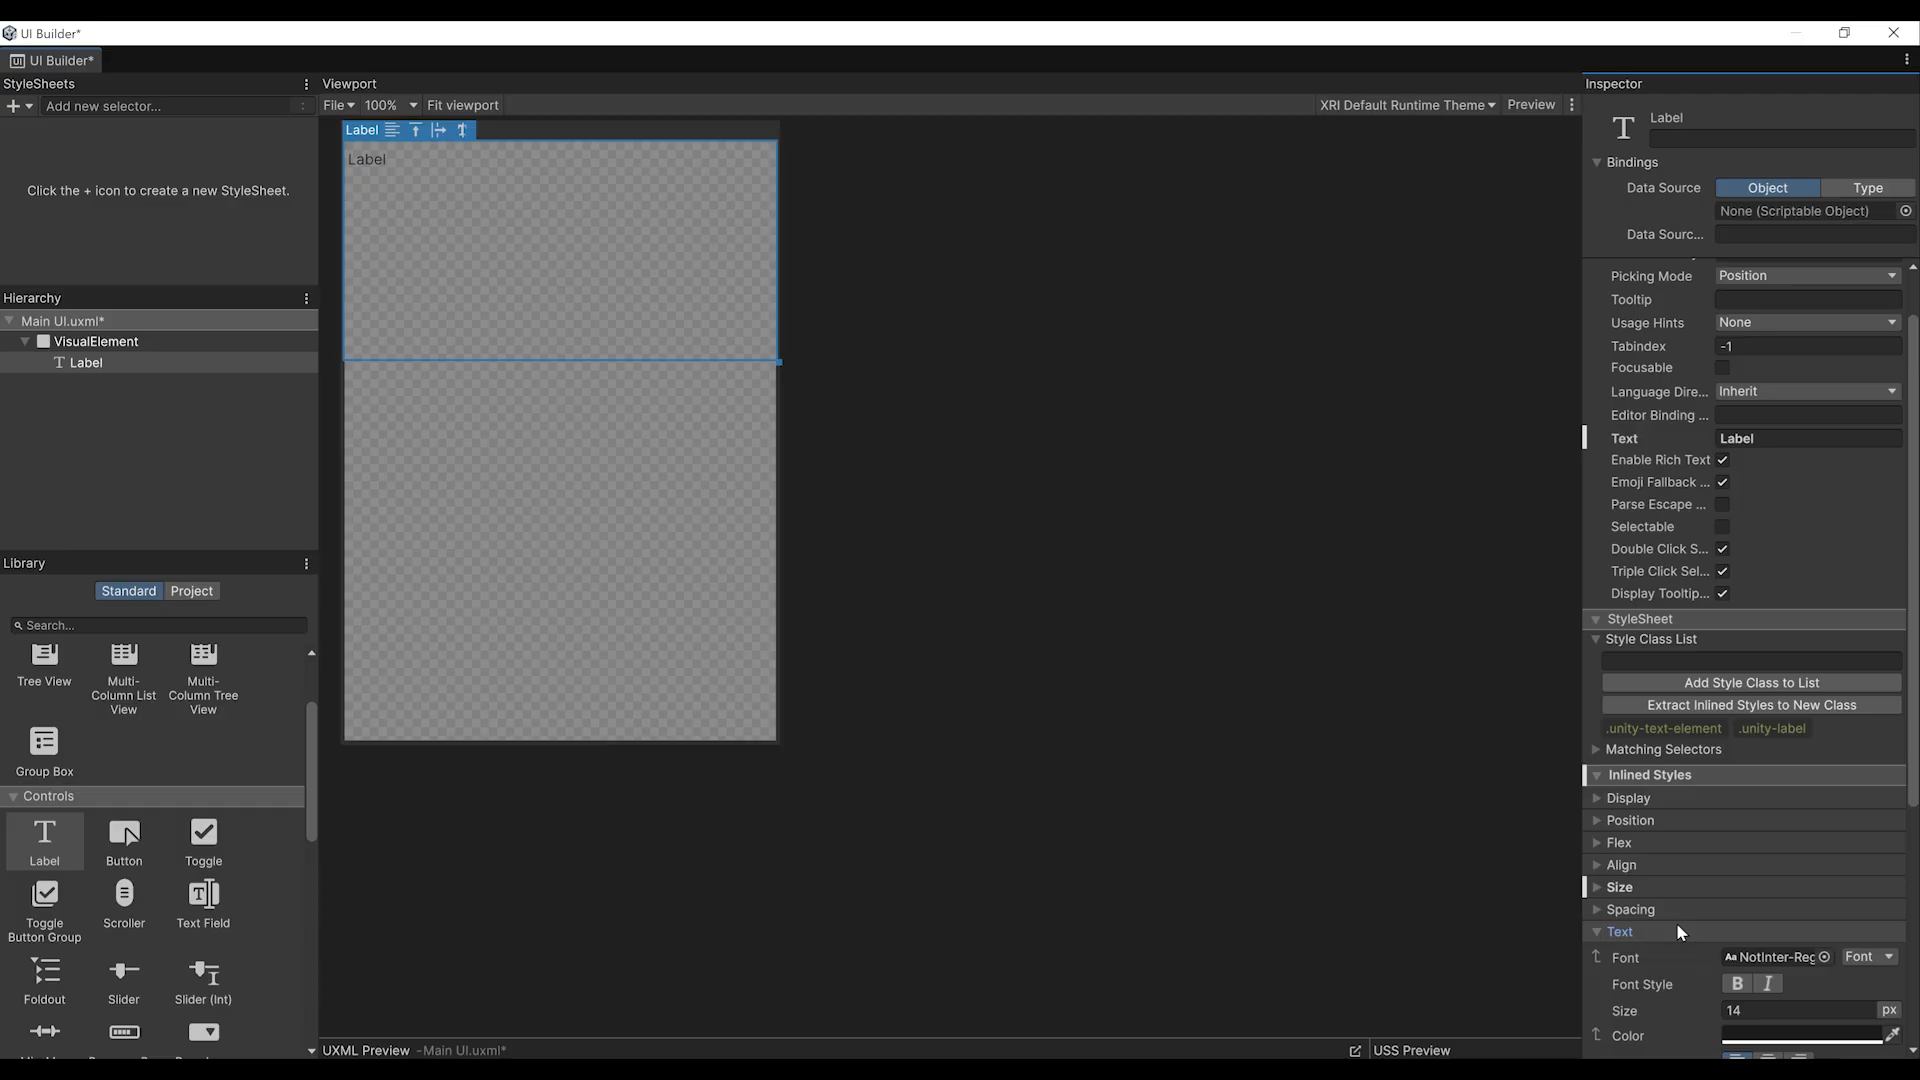 UI Builder*
UI Builder*
StyleSheets
Add new selector...
Click the + icon to create a new StyleSheet.
Hierarchy
Main UI.uxml*
VisualElement
Label
Library
Standard Project
Search...
Tree View
Multi-
Column List
View
Multi-
Column Tree
View
Group Box
Controls
Label Button Toggle
Toggle
Button Group
Scroller
Text Field
Foldout Slider Slider (Int)
Viewport
File 100% Fit viewport
XRI Default Runtime Theme Preview
Label
Label
UXML Preview - Main UI.uxml*
USS Preview
Inspector
Label
Bindings
Data Source Object Type
None (Scriptable Object)
Data Sourc...
Picking Mode Position
Tooltip
Usage Hints None
Tabindex -1
Focusable
Language Dire... Inherit
Editor Binding ...
Text Label
Enable Rich Text
Emoji Fallback ...
Parse Escape ...
Selectable
Double Click S...
Triple Click Sel...
Display Tooltip...
StyleSheet
Style Class List
Add Style Class to List
Extract Inlined Styles to New Class
.unity-text-element .unity-label
Matching Selectors
Inlined Styles
Display
Position
Flex
Align
Size
Spacing
Text
Font Aa NotInter-Reg Font
Font Style B I
Size 14 px
Color